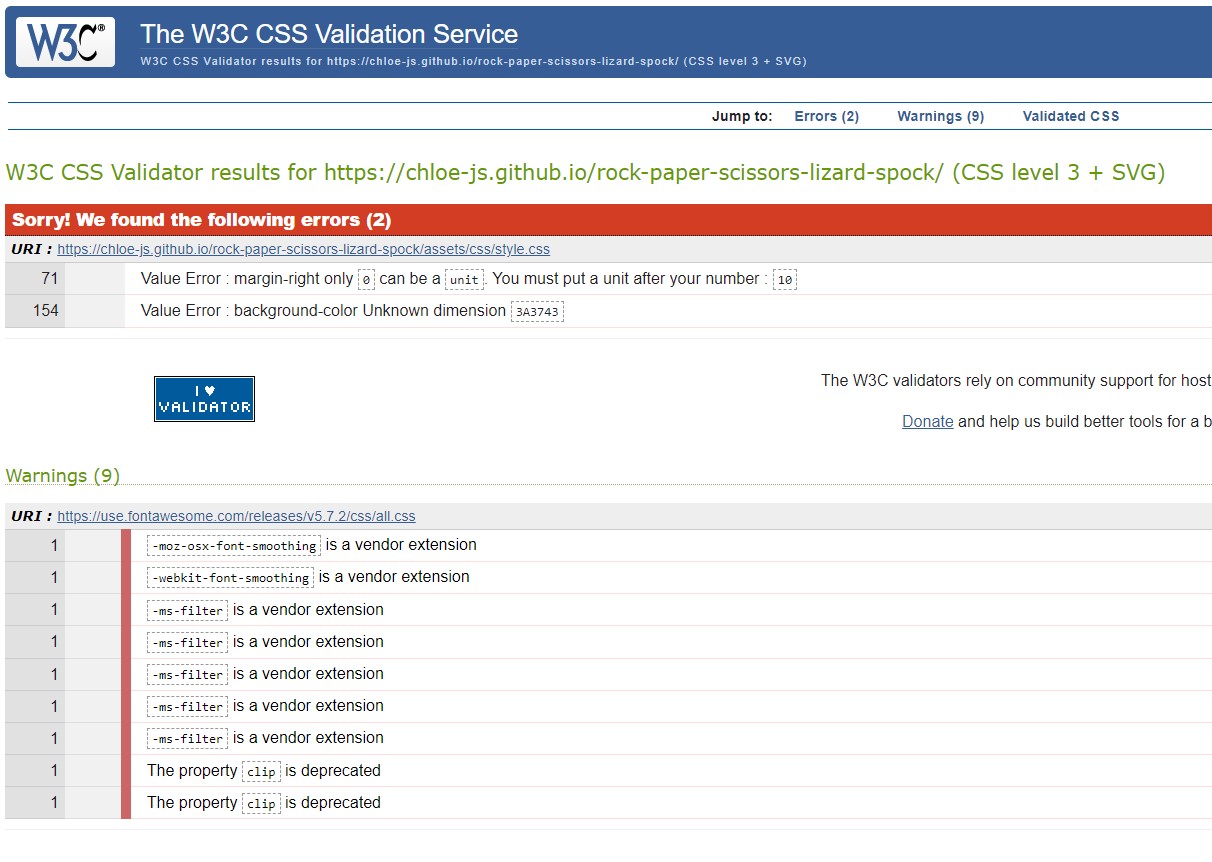 W3C® The W3C CSS Validation Service
W3C CSS Validator results for https://chloe-js.github.io/rock-paper-scissors-lizard-spock/ (CSS level 3 + SVG)
Jump to: Errors (2) Warnings (9) Validated CSS
W3C CSS Validator results for https://chloe-js.github.io/rock-paper-scissors-lizard-spock/ (CSS level 3 + SVG)
Sorry! We found the following errors (2)
URI : https://chloe-js.github.io/rock-paper-scissors-lizard-spock/assets/css/style.css
71 Value Error : margin-right only 0 can be a unit. You must put a unit after your number : 10
154 Value Error : background-color Unknown dimension 3A3743
I ♥
VALIDATOR
The W3C validators rely on community support for host
Donate and help us build better tools for a b
Warnings (9)
URI : https://use.fontawesome.com/releases/v5.7.2/css/all.css
1 -moz-osx-font-smoothing is a vendor extension
1 -webkit-font-smoothing is a vendor extension
1 -ms-filter is a vendor extension
1 -ms-filter is a vendor extension
1 -ms-filter is a vendor extension
1 -ms-filter is a vendor extension
1 -ms-filter is a vendor extension
1 The property clip is deprecated
1 The property clip is deprecated